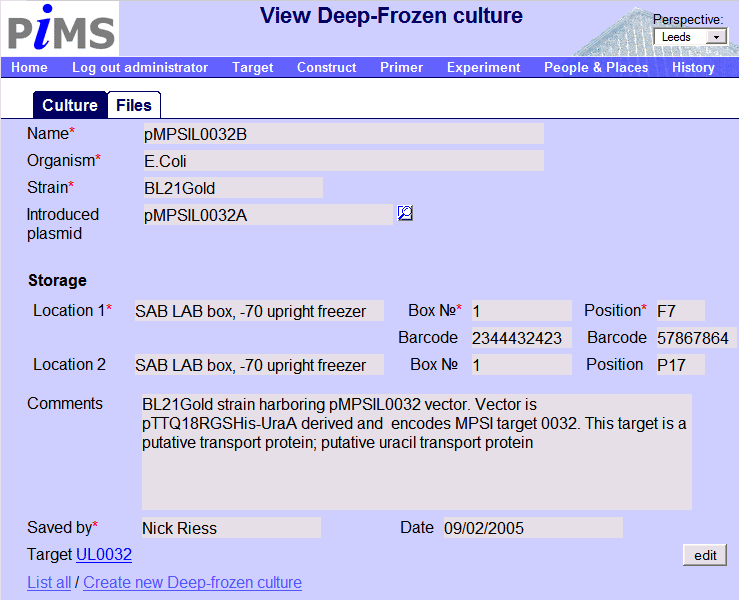 PiMS
View Deep-Frozen culture
Perspective:
Leeds
Home Log out administrator Target Construct Primer Experiment People & Places History
Culture Files
Name* pMPSIL0032B
Organism* E.Coli
Strain* BL21Gold
Introduced plasmid pMPSIL0032A
Storage
Location 1* SAB LAB box, -70 upright freezer Box №* 1 Position* F7
Barcode 2344432423 Barcode 57867864
Location 2 SAB LAB box, -70 upright freezer Box № 1 Position P17
Comments BL21Gold strain harboring pMPSIL0032 vector. Vector is
pTTQ18RGSHis-UraA derived and encodes MPSI target 0032. This target is a
putative transport protein; putative uracil transport protein
Saved by* Nick Riess Date 09/02/2005
Target UL0032 edit
List all / Create new Deep-frozen culture